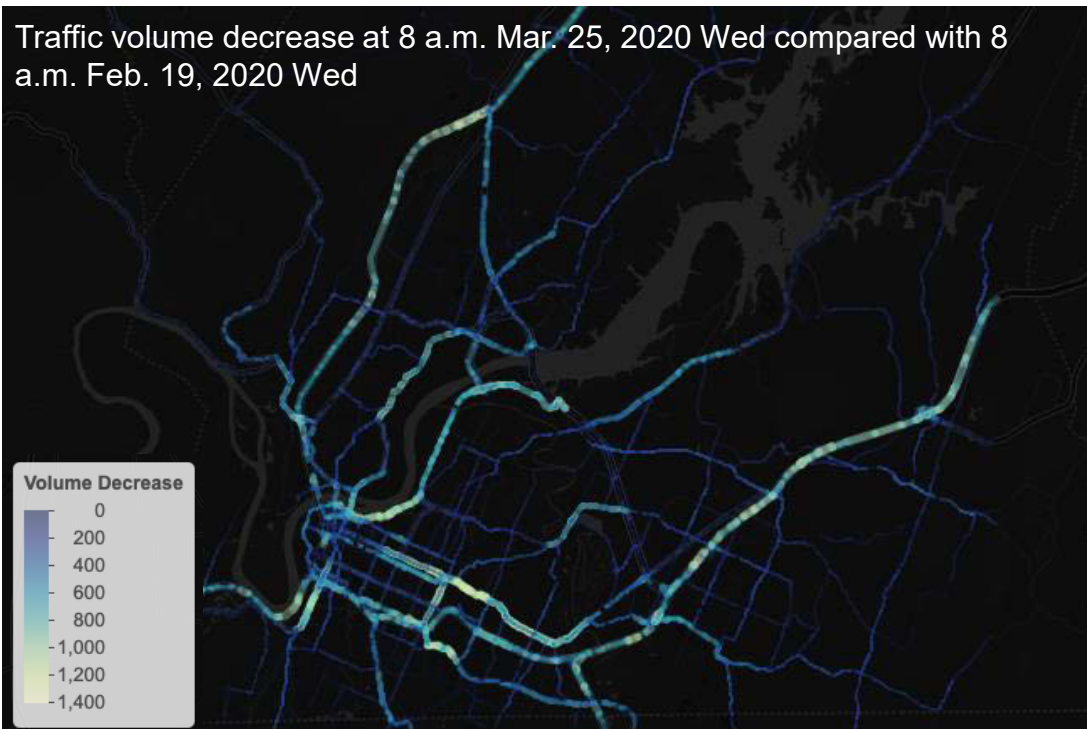 Traffic volume decrease at 8 a.m. Mar. 25, 2020 Wed compared with 8
a.m. Feb. 19, 2020 Wed
Volume Decrease
0
200
400
600
800
1,000
1,200
1,400